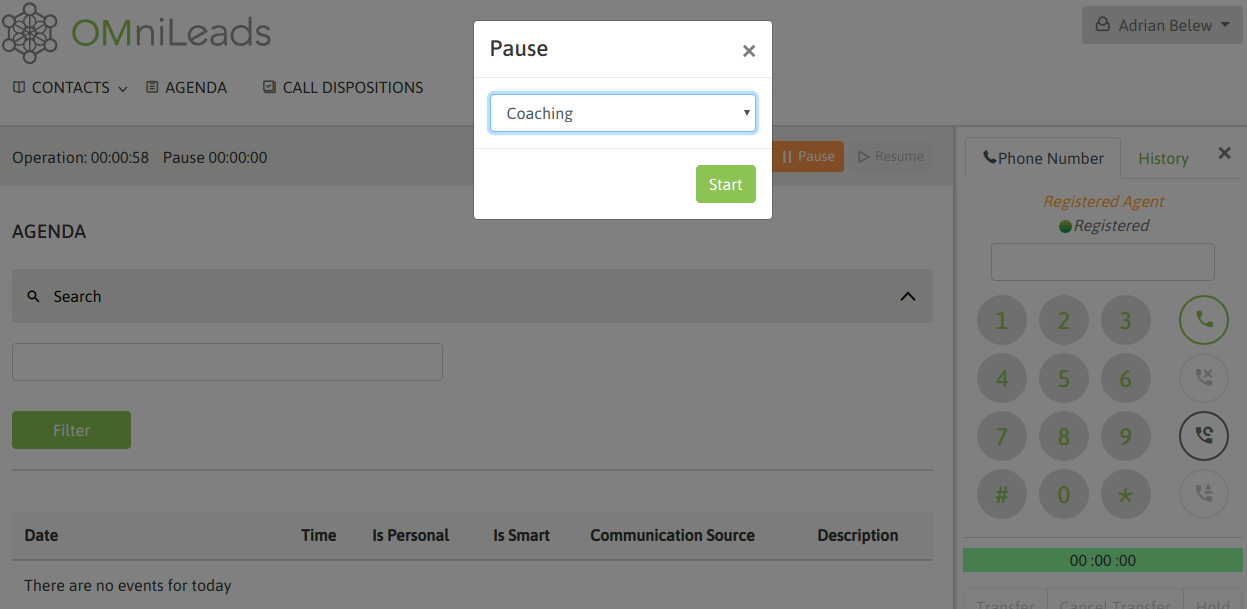 OMniLeads
Adrian Belew
CONTACTS AGENDA CALL DISPOSITIONS
Pause
×
Coaching
Start
Operation: 00:00:58 Pause 00:00:00
Pause Resume
AGENDA
Search
Filter
Date Time Is Personal Is Smart Communication Source Description
There are no events for today
Phone Number History ×
Registered Agent
Registered
1 2 3
4 5 6
7 8 9
# 0 *
00 :00 :00
Transfer Cancel Transfer Hold